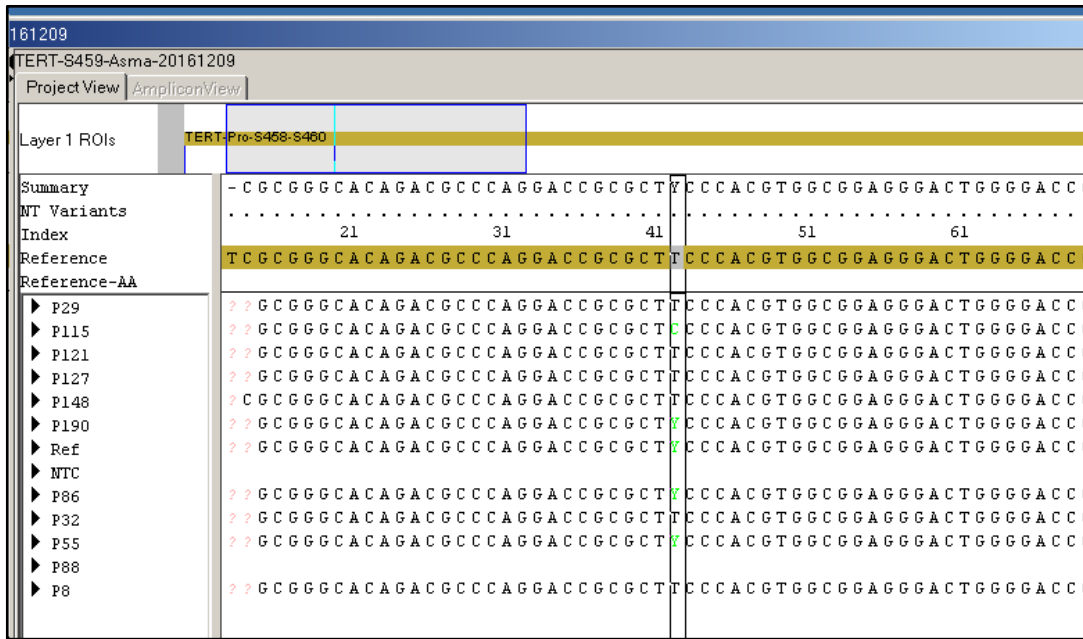 161209
TERT-S459-Asma-20161209
Project View AmpliconView
Layer 1 ROIs TERT-Pro-S458-S460
Summary -CGCGGGCACAGACGCCCAGGACCGCGCTYCCCACGTGGCGGAGGGACTGGGGACC
NT Variants ........................................................
Index 21 31 41 51 61
Reference TCGCGGGCACAGACGCCCAGGACCGCGCTTCCCACGTGGCGGAGGGACTGGGGACC
Reference-AA
P29 ??GCGGGCACAGACGCCCAGGACCGCGCTTCCCACGTGGCGGAGGGACTGGGGACC
P115 ??GCGGGCACAGACGCCCAGGACCGCGCTCCCCACGTGGCGGAGGGACTGGGGACC
P121 ??GCGGGCACAGACGCCCAGGACCGCGCTTCCCACGTGGCGGAGGGACTGGGGACC
P127 ??GCGGGCACAGACGCCCAGGACCGCGCTTCCCACGTGGCGGAGGGACTGGGGACC
P148 ?CGCGGGCACAGACGCCCAGGACCGCGCTTCCCACGTGGCGGAGGGACTGGGGACC
P190 ??GCGGGCACAGACGCCCAGGACCGCGCTYCCCACGTGGCGGAGGGACTGGGGACC
Ref ??GCGGGCACAGACGCCCAGGACCGCGCTYCCCACGTGGCGGAGGGACTGGGGACC
NTC
P86 ??GCGGGCACAGACGCCCAGGACCGCGCTYCCCACGTGGCGGAGGGACTGGGGACC
P32 ??GCGGGCACAGACGCCCAGGACCGCGCTTCCCACGTGGCGGAGGGACTGGGGACC
P55 ??GCGGGCACAGACGCCCAGGACCGCGCTYCCCACGTGGCGGAGGGACTGGGGACC
P88
P8 ??GCGGGCACAGACGCCCAGGACCGCGCTTCCCACGTGGCGGAGGGACTGGGGACC